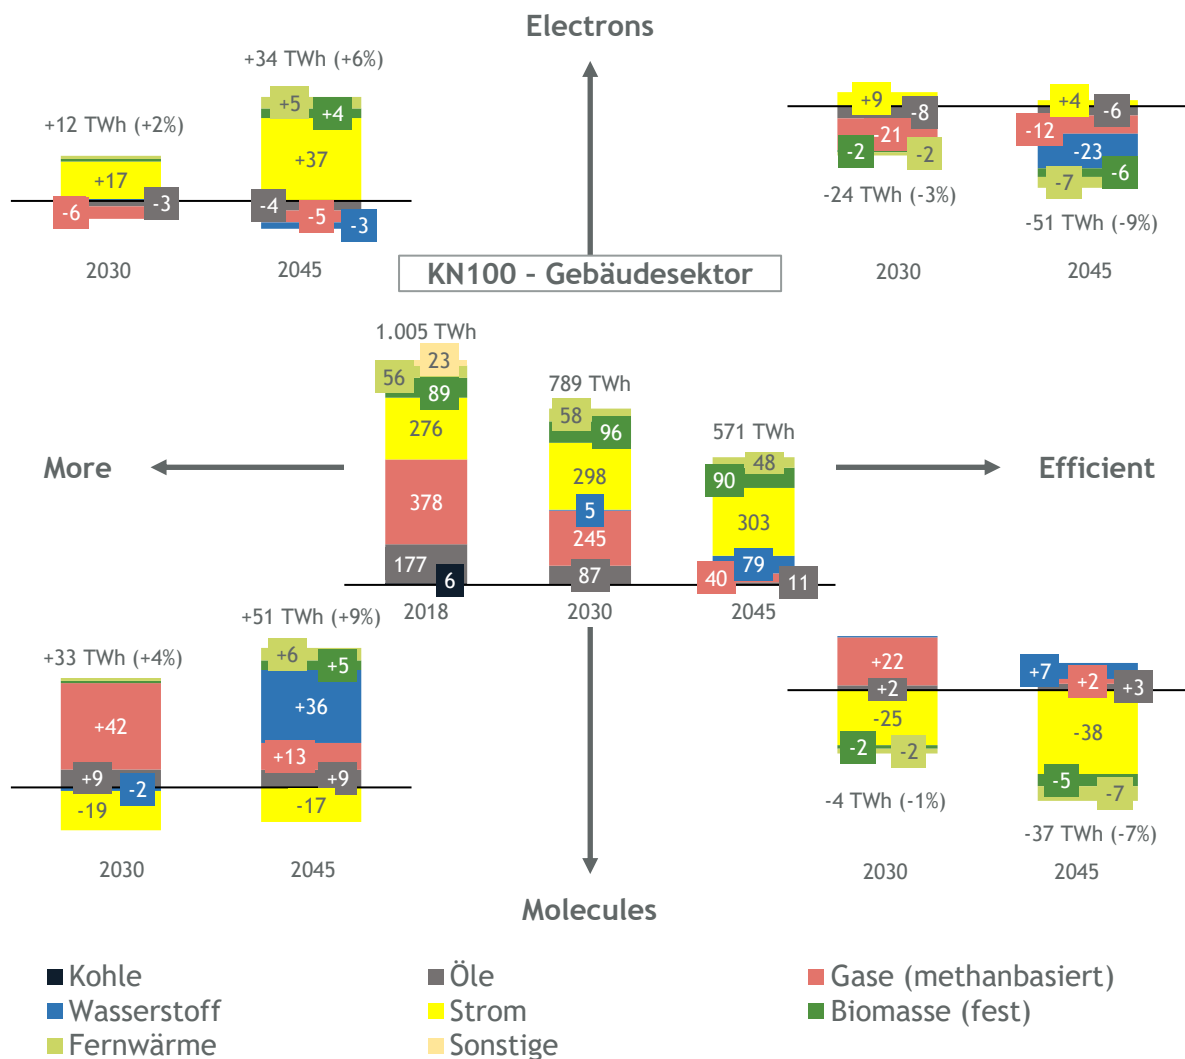 Electrons
+34 TWh (+6%)
+5
+4
+12 TWh (+2%)
+37
+17
-3
-6
-4
-5
-3
2030
2045
+9
-8
-21
-2
-2
-24 TWh (-3%)
2030
+4
-6
-12
-23
-7
-6
-51 TWh (-9%)
2045
KN100 - Gebäudesektor
1.005 TWh
23
56
89
276
378
177
6
2018
789 TWh
58
96
298
5
245
87
2030
571 TWh
48
90
303
79
40
11
2045
More
Efficient
+33 TWh (+4%)
+42
+9
-2
-19
2030
+51 TWh (+9%)
+6
+5
+36
+13
+9
-17
2045
+22
+2
-25
-2
-2
-4 TWh (-1%)
2030
+7
+2
+3
-38
-5
-7
-37 TWh (-7%)
2045
Molecules
Kohle
Öle
Gase (methanbasiert)
Wasserstoff
Strom
Biomasse (fest)
Fernwärme
Sonstige